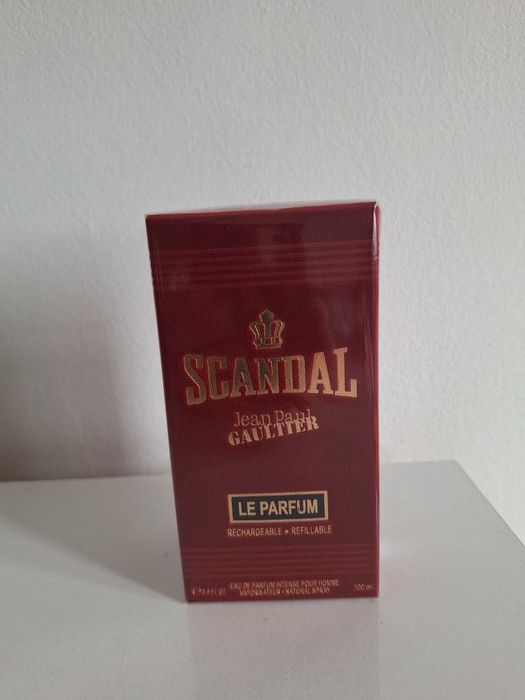 SCANDAL
Jean Paul
GAULTIER
LE PARFUM
RECHARGEABLE • REFILLABLE
EAU DE PARFUM INTENSE POUR HOMME
VAPORISATEUR - NATURAL SPRAY
100 ml